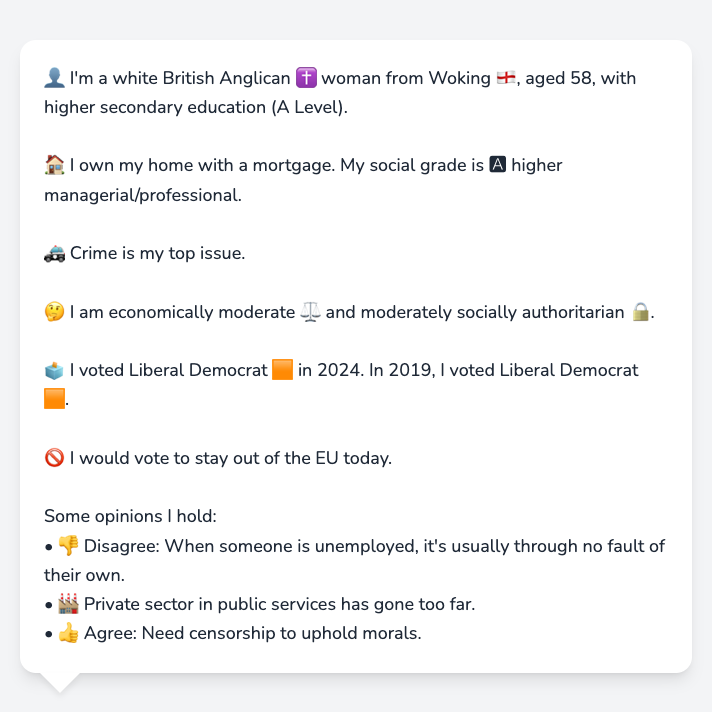 👤 I'm a white British Anglican ✝️ woman from Woking 🏴󠁧󠁢󠁥󠁮󠁧󠁿, aged 58, with
higher secondary education (A Level).
🏠 I own my home with a mortgage. My social grade is 🅰 higher
managerial/professional.
🚓 Crime is my top issue.
🤔 I am economically moderate ⚖️ and moderately socially authoritarian 🔒.
🗳️ I voted Liberal Democrat 🟧 in 2024. In 2019, I voted Liberal Democrat
🟧.
🚫 I would vote to stay out of the EU today.
Some opinions I hold:
• 👎 Disagree: When someone is unemployed, it's usually through no fault of
their own.
• 🏭 Private sector in public services has gone too far.
• 👍 Agree: Need censorship to uphold morals.